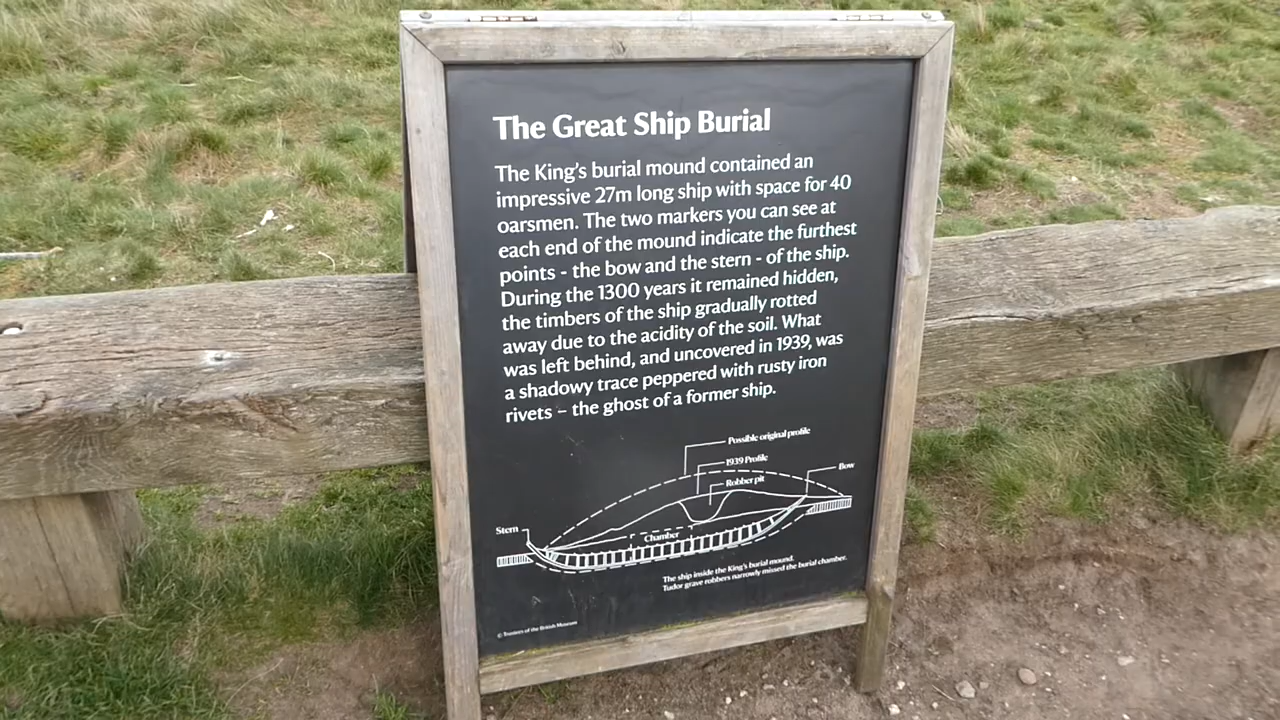 The Great Ship Burial
The King's burial mound contained an
impressive 27m long ship with space for 40
oarsmen. The two markers you can see at
each end of the mound indicate the furthest
points - the bow and the stern - of the ship.
During the 1300 years it remained hidden,
the timbers of the ship gradually rotted
away due to the acidity of the soil. What
was left behind, and uncovered in 1939, was
a shadowy trace peppered with rusty iron
rivets – the ghost of a former ship.
Possible original profile
1939 Profile
Bow
Robber pit
Stern
Chamber
The ship inside the King's burial mound.
Tudor grave robbers narrowly missed the burial chamber.
© Trustees of the British Museum